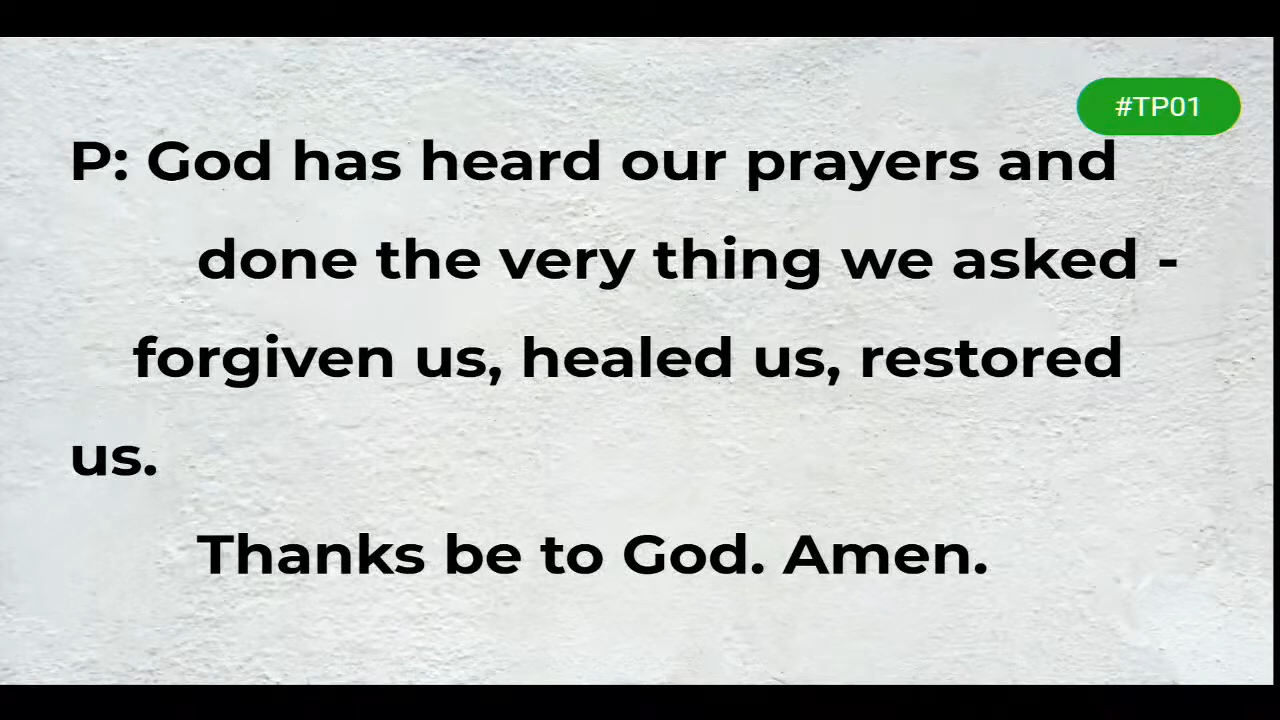 #TP01
P: God has heard our prayers and
done the very thing we asked -
forgiven us, healed us, restored
us.
Thanks be to God. Amen.